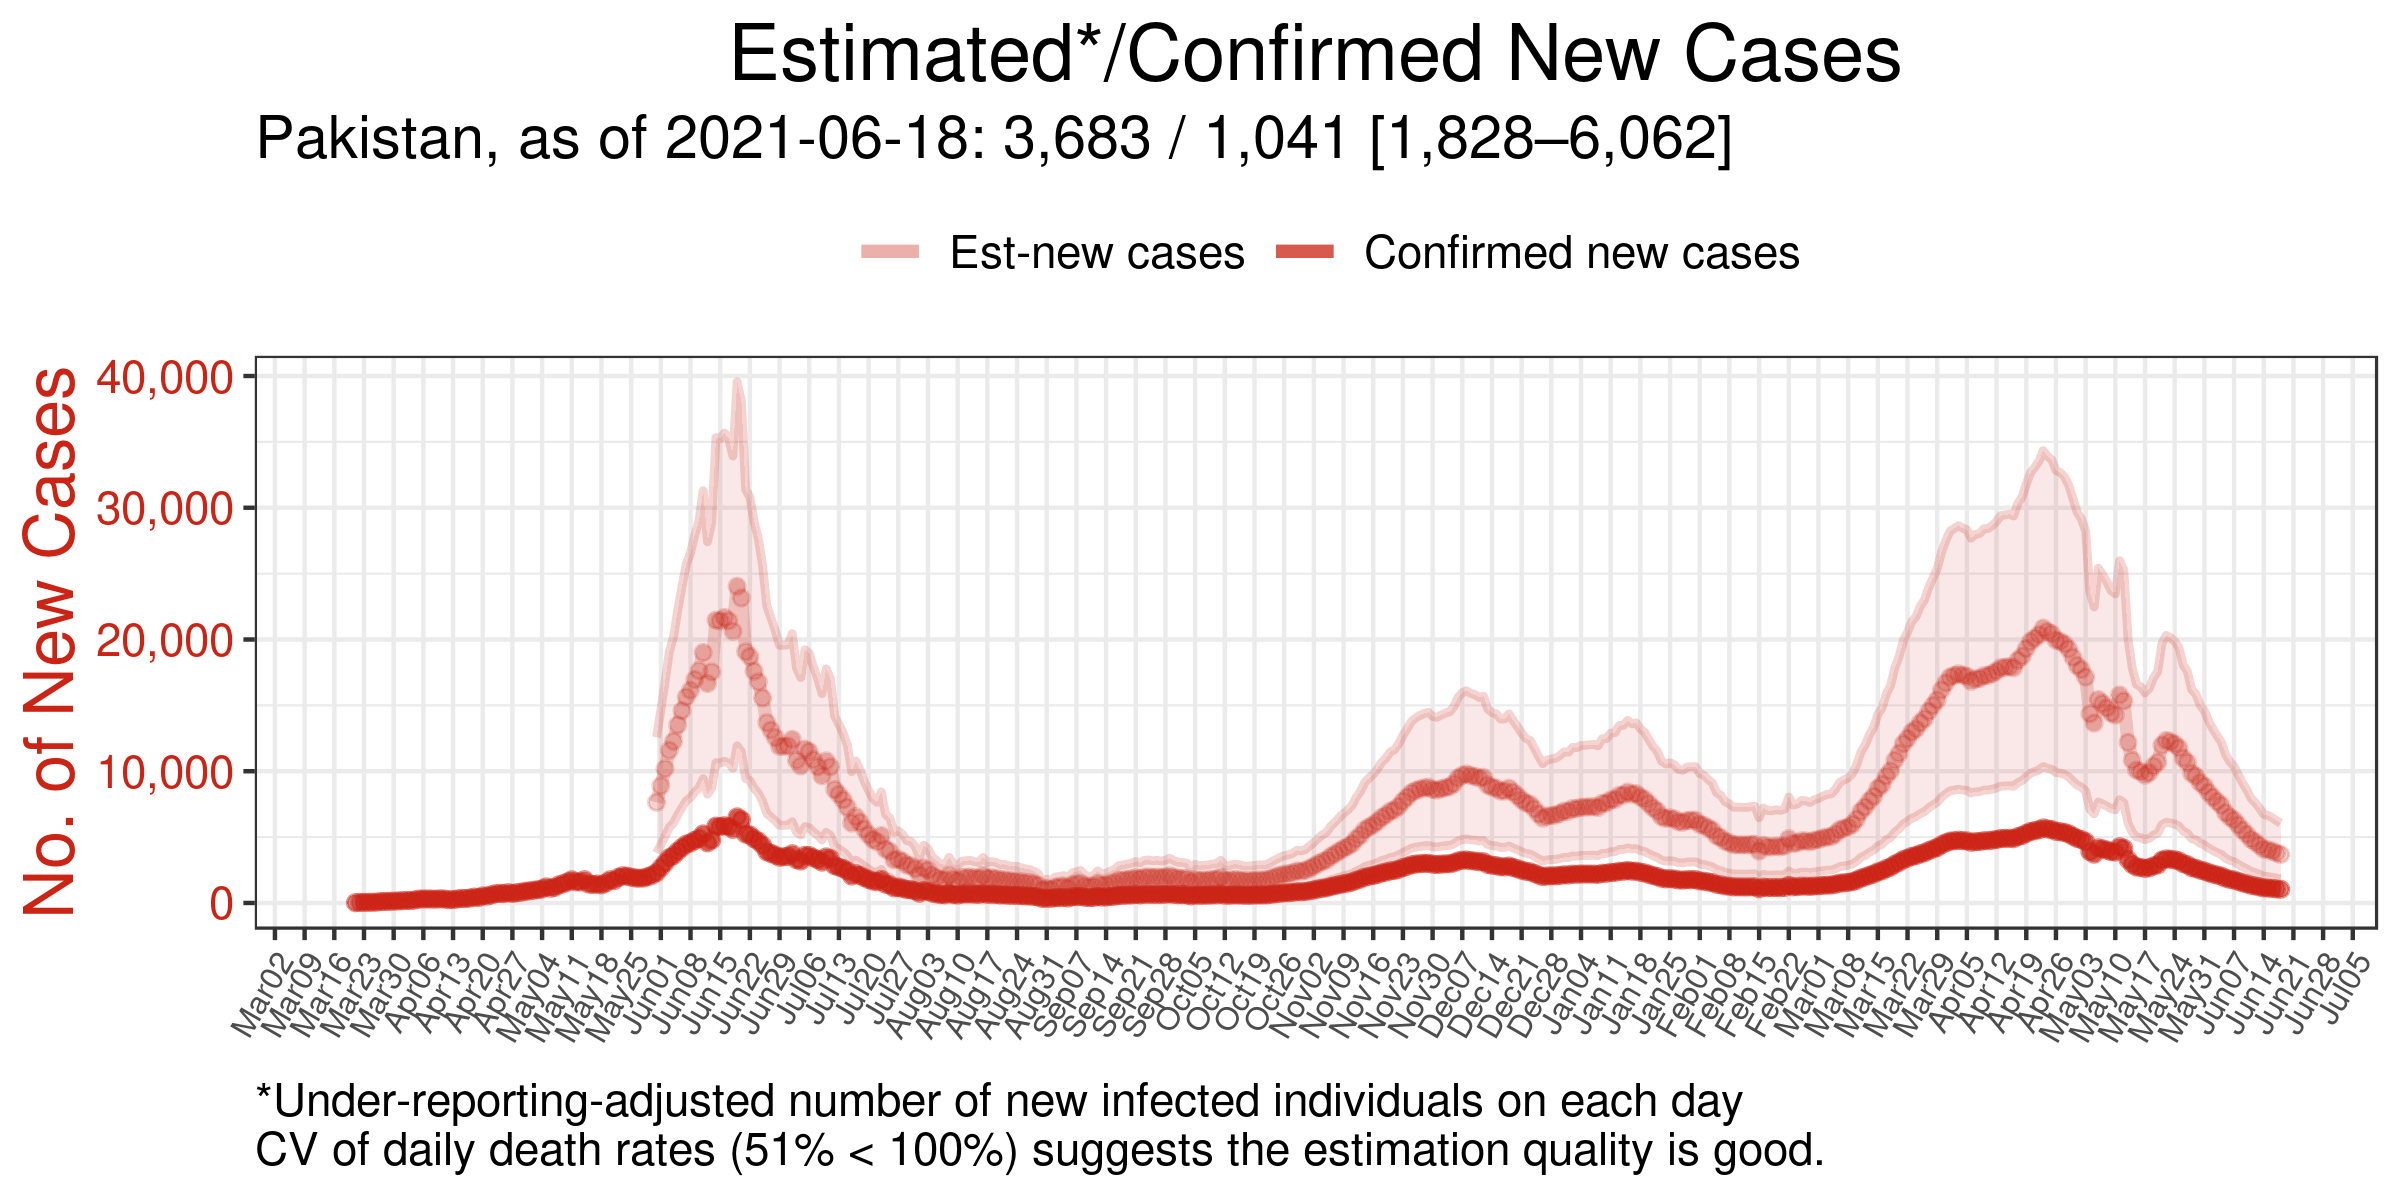 Estimated*/Confirmed New Cases
Pakistan, as of 2021-06-18: 3,683 / 1,041 [1,828–6,062]
Est-new cases Confirmed new cases
No. of New Cases
40,000
30,000
20,000
10,000
0
Mar02 Mar09 Mar16 Mar23 Mar30 Apr06 Apr13 Apr20 Apr27 May04 May11 May18 May25 Jun01 Jun08 Jun15 Jun22 Jun29 Jul06 Jul13 Jul20 Jul27 Aug03 Aug10 Aug17 Aug24 Aug31 Sep07 Sep14 Sep21 Sep28 Oct05 Oct12 Oct19 Oct26 Nov02 Nov09 Nov16 Nov23 Nov30 Dec07 Dec14 Dec21 Dec28 Jan04 Jan11 Jan18 Jan25 Feb01 Feb08 Feb15 Feb22 Mar01 Mar08 Mar15 Mar22 Mar29 Apr05 Apr12 Apr19 Apr26 May03 May10 May17 May24 May31 Jun07 Jun14 Jun21 Jun28 Jul05
*Under-reporting-adjusted number of new infected individuals on each day
CV of daily death rates (51% < 100%) suggests the estimation quality is good.